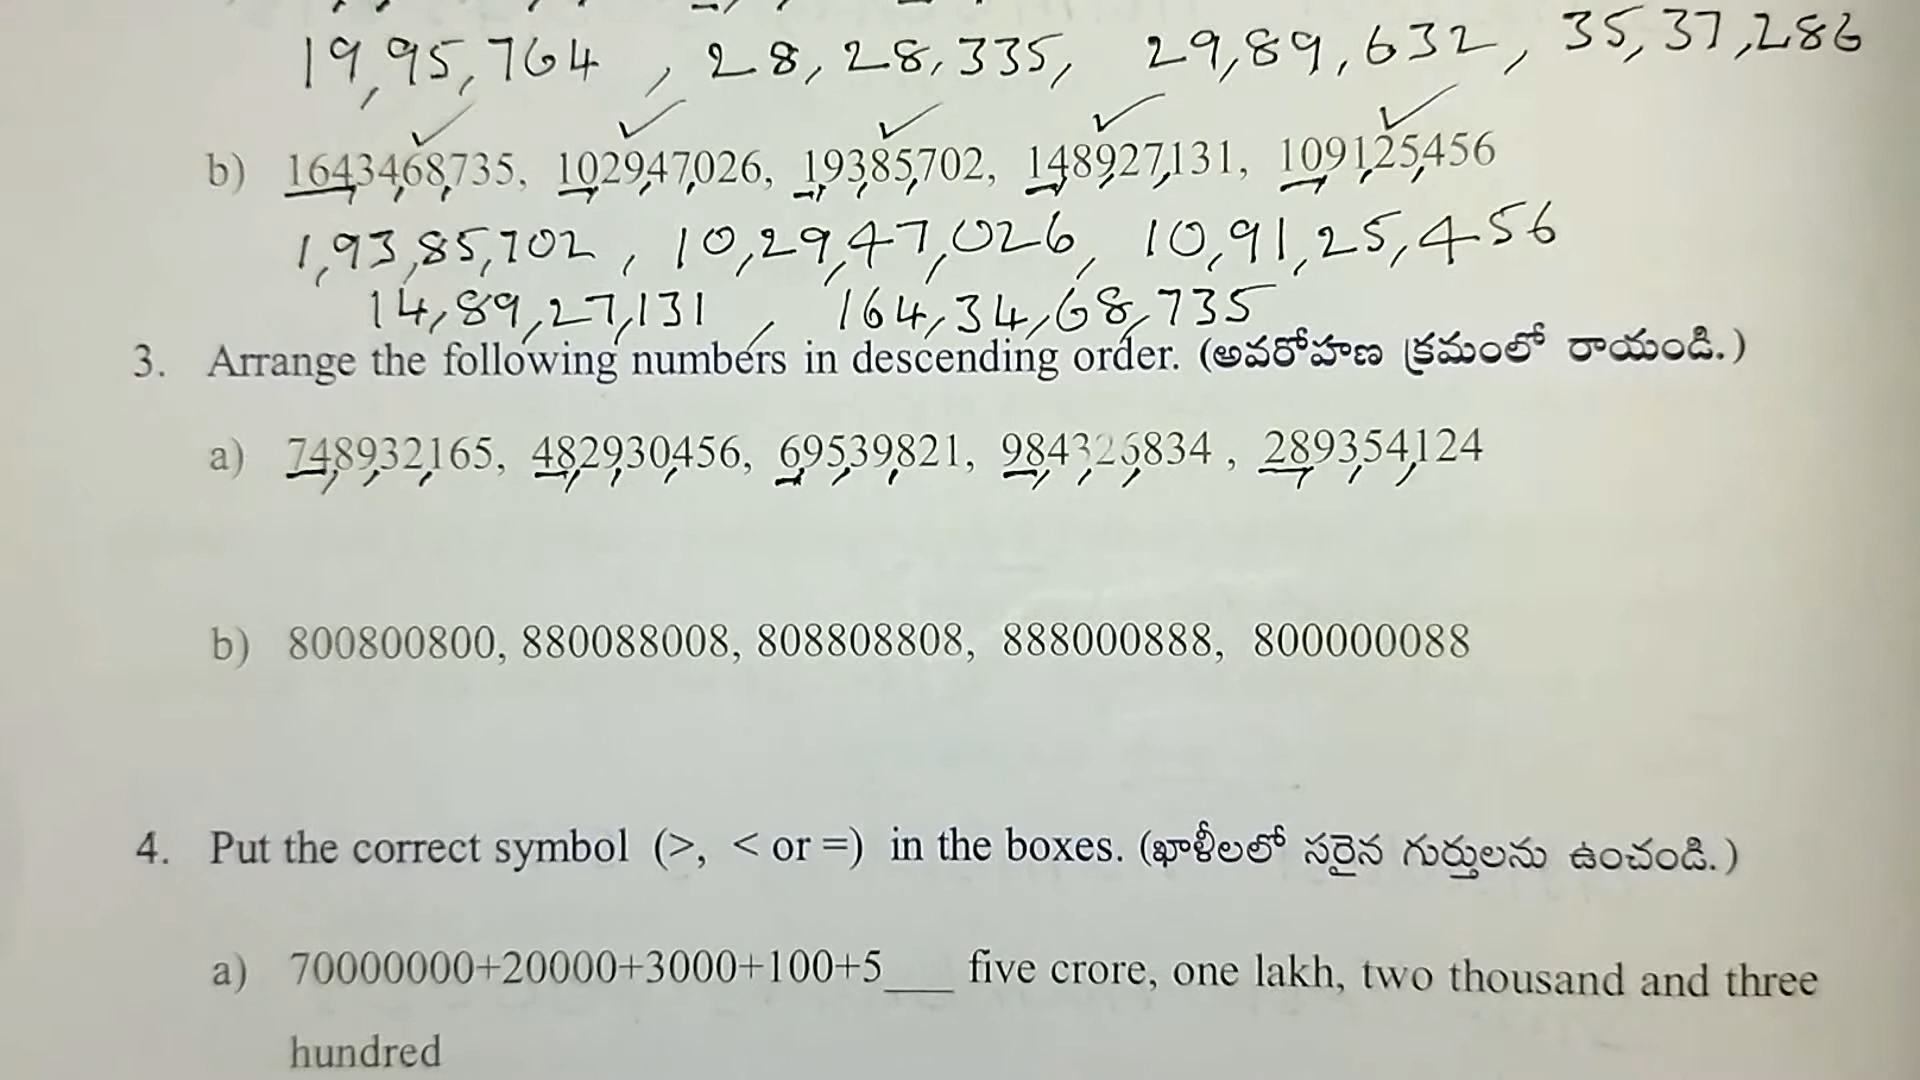 19,95,764 , 28,28,335, 29,89,632, 35,37,286
b) 1643468735, 102947026, 19385702, 148927131, 109125456
1,93,85,702, 10,29,47,026, 10,91,25,456
14,89,27,131 , 164,34,68,735
3. Arrange the following numbers in descending order. (అవరోహణ క్రమంలో రాయండి.)
a) 748932165, 482930456, 69539821, 984326834 , 289354124
b) 800800800, 880088008, 808808808, 888000888, 800000088
4. Put the correct symbol (>, < or =) in the boxes. (ఖాళీలలో సరైన గుర్తులను ఉంచండి.)
a) 70000000+20000+3000+100+5___ five crore, one lakh, two thousand and three
hundred